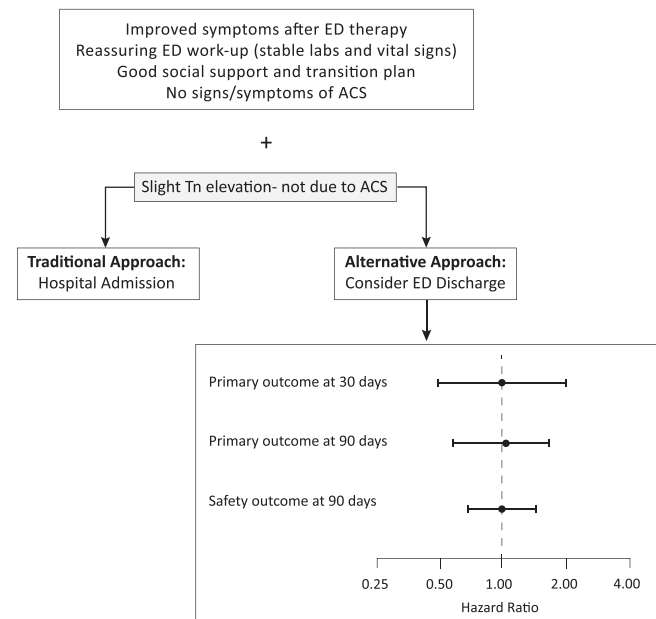 Improved symptoms after ED therapy
Reassuring ED work-up (stable labs and vital signs)
Good social support and transition plan
No signs/symptoms of ACS
+
Slight Tn elevation- not due to ACS
Traditional Approach:
Hospital Admission
Alternative Approach:
Consider ED Discharge
Primary outcome at 30 days
Primary outcome at 90 days
Safety outcome at 90 days
0.25 0.50 1.00 2.00 4.00
Hazard Ratio